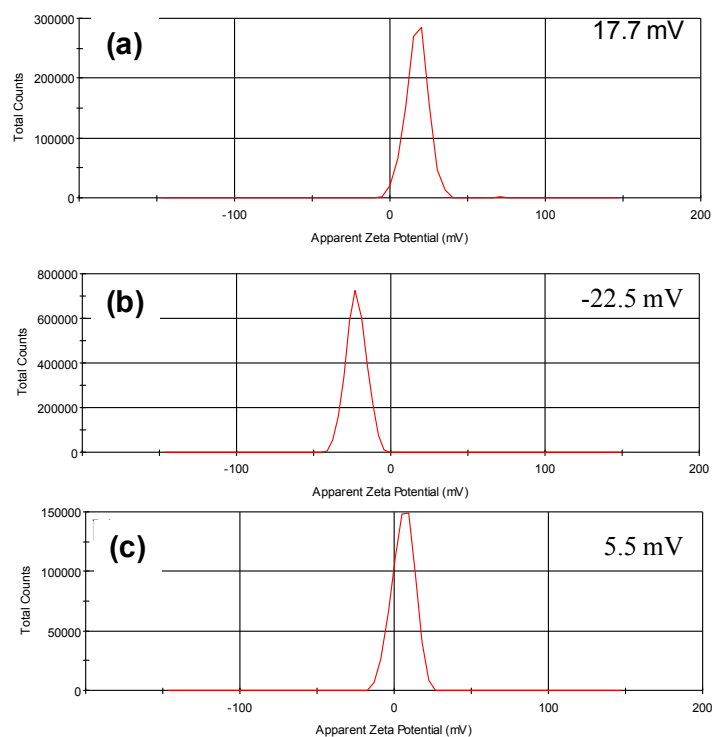 (a)
17.7 mV
Total Counts
300000
200000
100000
0
-100
0
100
200
Apparent Zeta Potential (mV)
(b)
-22.5 mV
Total Counts
800000
600000
400000
200000
0
-100
0
100
200
Apparent Zeta Potential (mV)
(c)
5.5 mV
Total Counts
150000
100000
50000
0
-100
0
100
200
Apparent Zeta Potential (mV)